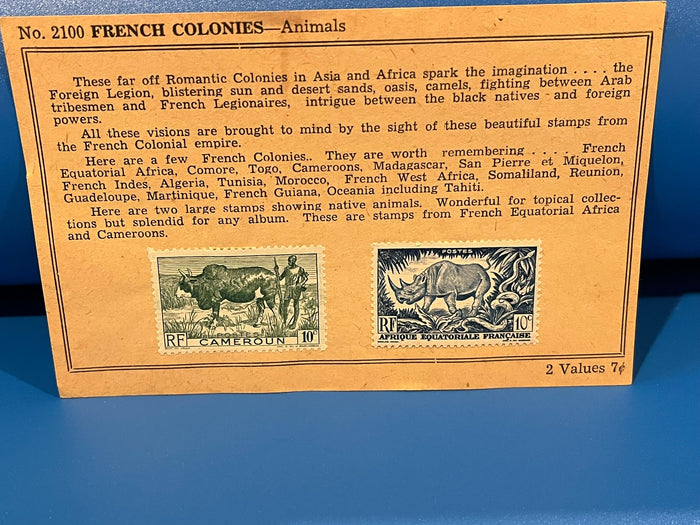 No. 2100 FRENCH COLONIES—Animals
These far off Romantic Colonies in Asia and Africa spark the imagination . . . . the
Foreign Legion, blistering sun and desert sands, oasis, camels, fighting between Arab
tribesmen and French Legionaires, intrigue between the black natives and foreign
powers.
All these visions are brought to mind by the sight of these beautiful stamps from
the French Colonial empire.
Here are a few French Colonies.. They are worth remembering . . . . French
Equatorial Africa, Comore, Togo, Cameroons, Madagascar, San Pierre et Miquelon,
French Indes, Algeria, Tunisia, Morocco, French West Africa, Somaliland, Reunion,
Guadeloupe, Martinique, French Guiana, Oceania including Tahiti.
Here are two large stamps showing native animals. Wonderful for topical collec-
tions but splendid for any album. These are stamps from French Equatorial Africa
and Cameroons.
POSTES
RF CAMEROUN 10c
POSTES
RF 10c
AFRIQUE ÉQUATORIALE FRANÇAISE
2 Values 7¢